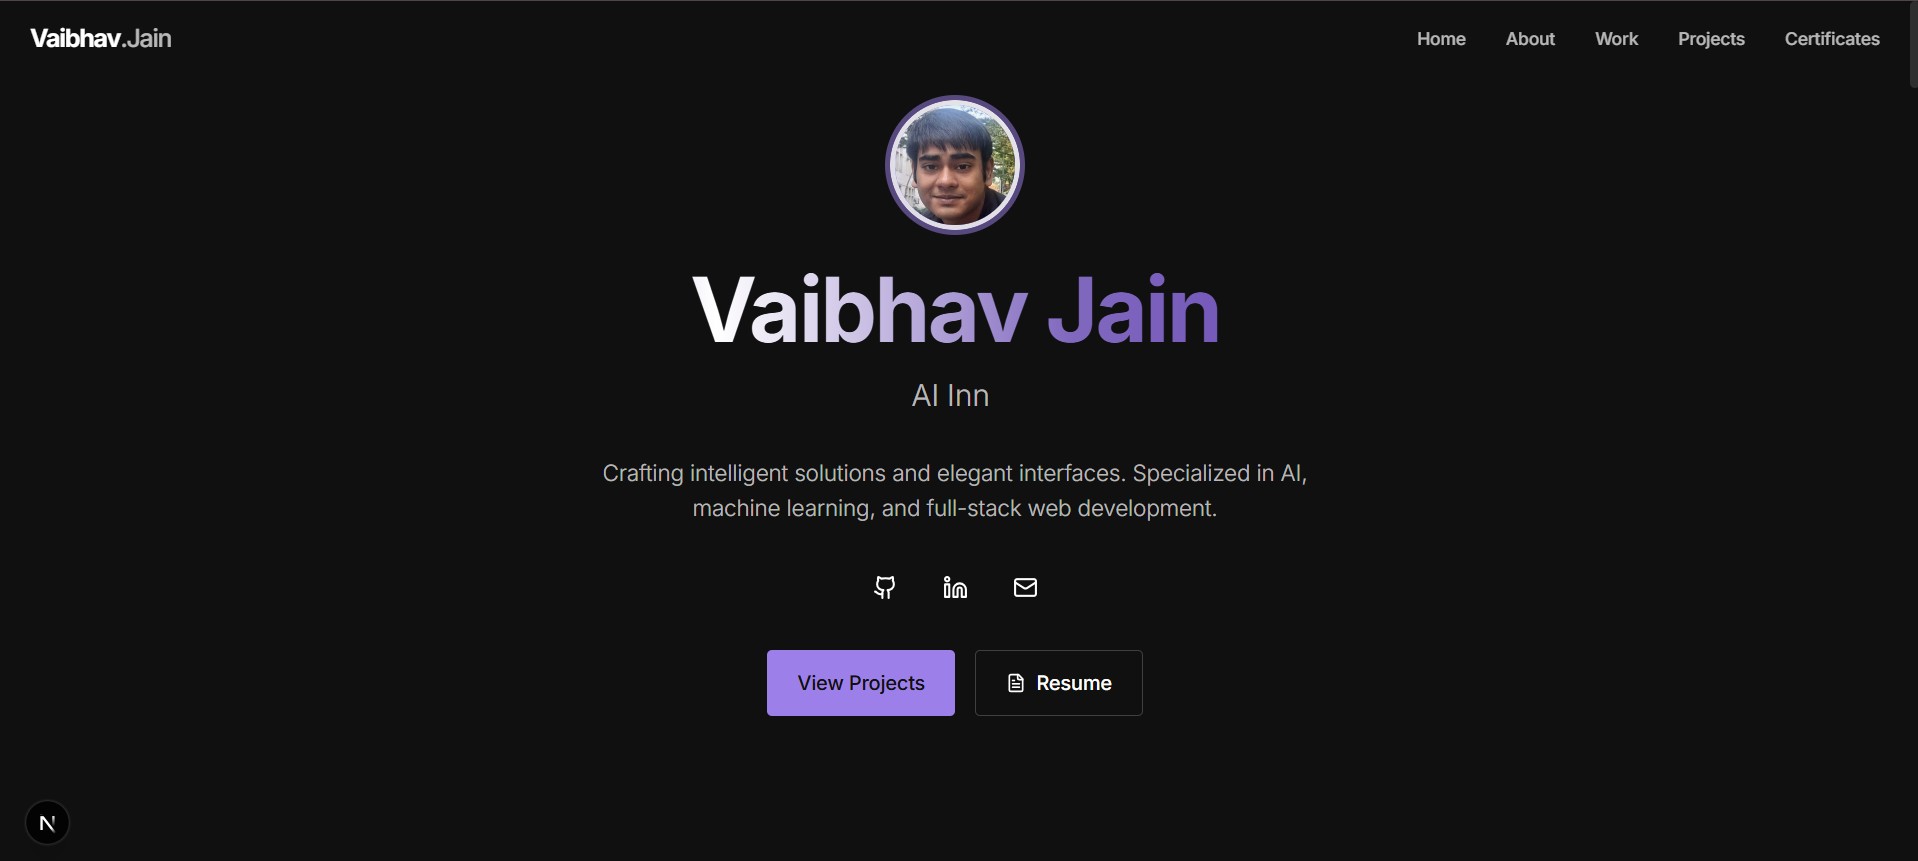 Vaibhav.Jain
Home About Work Projects Certificates
Vaibhav Jain
AI Inn
Crafting intelligent solutions and elegant interfaces. Specialized in AI,
machine learning, and full-stack web development.
View Projects
Resume
N